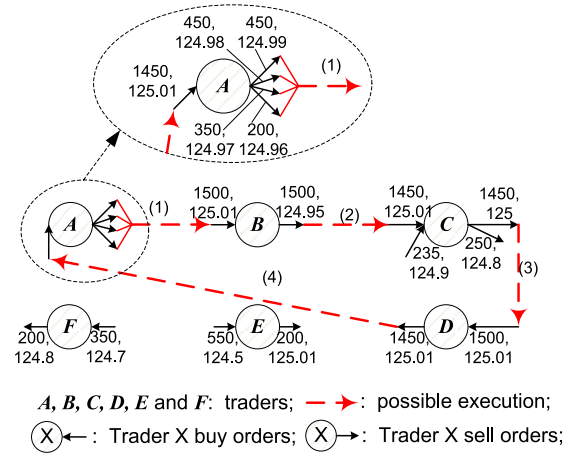 450, 450,
124.98 124.99
(1)
1450,
125.01
A
350, 200,
124.97 124.96
1500, 1500, 1450, 1450,
(1) 125.01 124.95 (2) 125.01 125
A B C
235, 250,
124.9 124.8
(4) (3)
F E D
200, 350, 550, 200, 1450, 1500,
124.8 124.7 124.5 125.01 125.01 125.01
A, B, C, D, E and F: traders; : possible execution;
X : Trader X buy orders; X : Trader X sell orders;